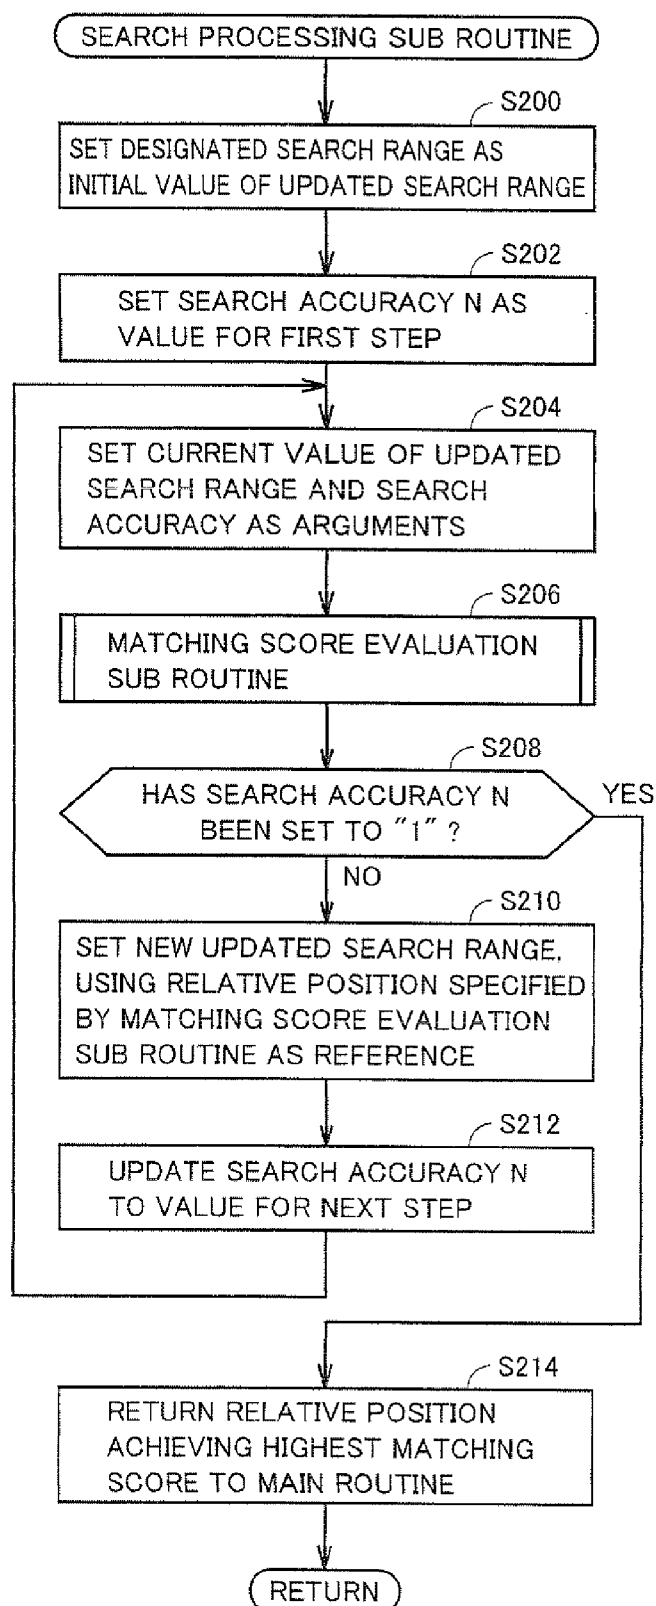 SEARCH PROCESSING SUB ROUTINE
S200
SET DESIGNATED SEARCH RANGE AS
INITIAL VALUE OF UPDATED SEARCH RANGE
S202
SET SEARCH ACCURACY N AS
VALUE FOR FIRST STEP
S204
SET CURRENT VALUE OF UPDATED
SEARCH RANGE AND SEARCH
ACCURACY AS ARGUMENTS
S206
MATCHING SCORE EVALUATION
SUB ROUTINE
S208
HAS SEARCH ACCURACY N
BEEN SET TO "1" ?
YES
NO
S210
SET NEW UPDATED SEARCH RANGE,
USING RELATIVE POSITION SPECIFIED
BY MATCHING SCORE EVALUATION
SUB ROUTINE AS REFERENCE
S212
UPDATE SEARCH ACCURACY N
TO VALUE FOR NEXT STEP
S214
RETURN RELATIVE POSITION
ACHIEVING HIGHEST MATCHING
SCORE TO MAIN ROUTINE
RETURN